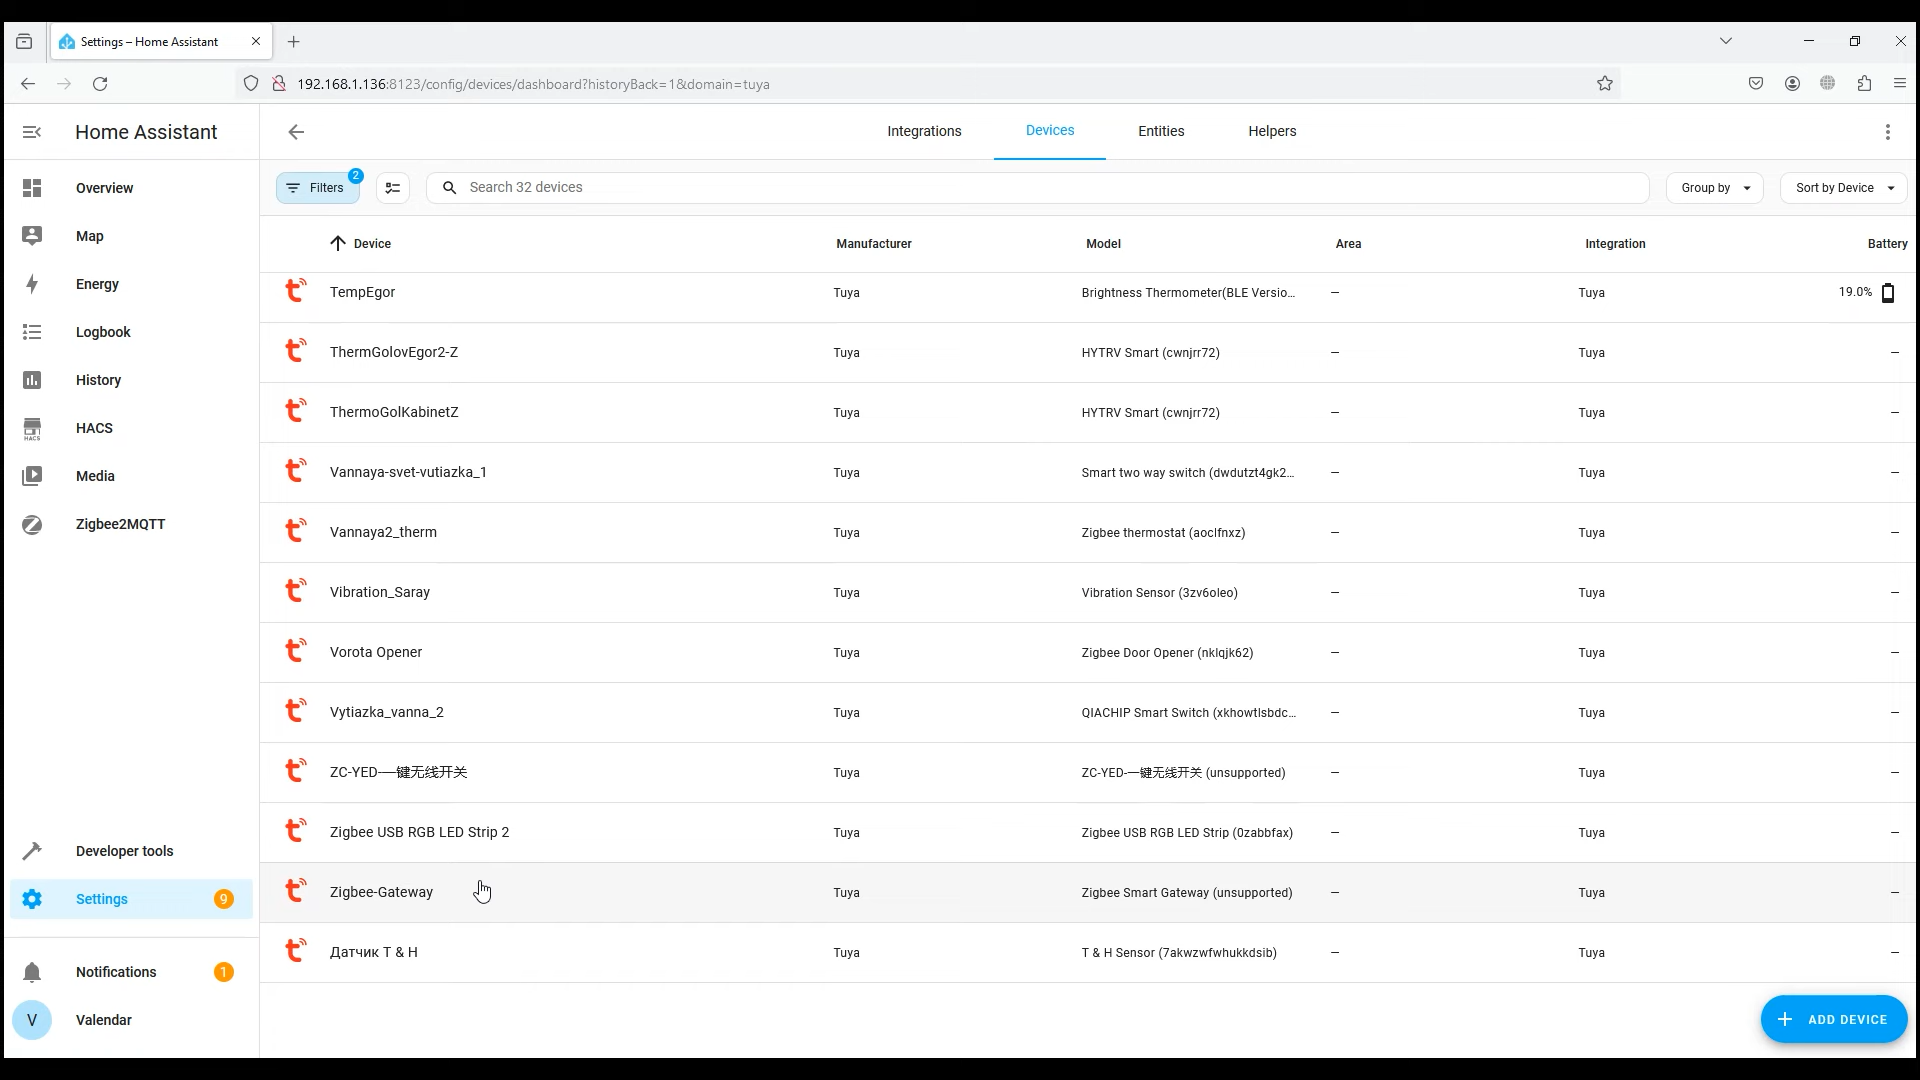 Settings – Home Assistant
192.168.1.136:8123/config/devices/dashboard?historyBack=1&domain=tuya
Home Assistant
Integrations
Devices
Entities
Helpers
Overview
Map
Energy
Logbook
History
HACS
HACS
Media
Zigbee2MQTT
Developer tools
Settings 9
Notifications 1
V Valendar
Filters 2
Search 32 devices
Group by
Sort by Device
Device Manufacturer Model Area Integration Battery
TempEgor Tuya Brightness Thermometer(BLE Versio... — Tuya 19.0%
ThermGolovEgor2-Z Tuya HYTRV Smart (cwnjrr72) — Tuya —
ThermoGolKabinetZ Tuya HYTRV Smart (cwnjrr72) — Tuya —
Vannaya-svet-vutiazka_1 Tuya Smart two way switch (dwdutzt4gk2... — Tuya —
Vannaya2_therm Tuya Zigbee thermostat (aoclfnxz) — Tuya —
Vibration_Saray Tuya Vibration Sensor (3zv6oleo) — Tuya —
Vorota Opener Tuya Zigbee Door Opener (nklqjk62) — Tuya —
Vytiazka_vanna_2 Tuya QIACHIP Smart Switch (xkhowtlsbdc... — Tuya —
ZC-YED-一键无线开关 Tuya ZC-YED-一键无线开关 (unsupported) — Tuya —
Zigbee USB RGB LED Strip 2 Tuya Zigbee USB RGB LED Strip (0zabbfax) — Tuya —
Zigbee-Gateway Tuya Zigbee Smart Gateway (unsupported) — Tuya —
Датчик T & H Tuya T & H Sensor (7akwzwfwhukkdsib) — Tuya —
ADD DEVICE